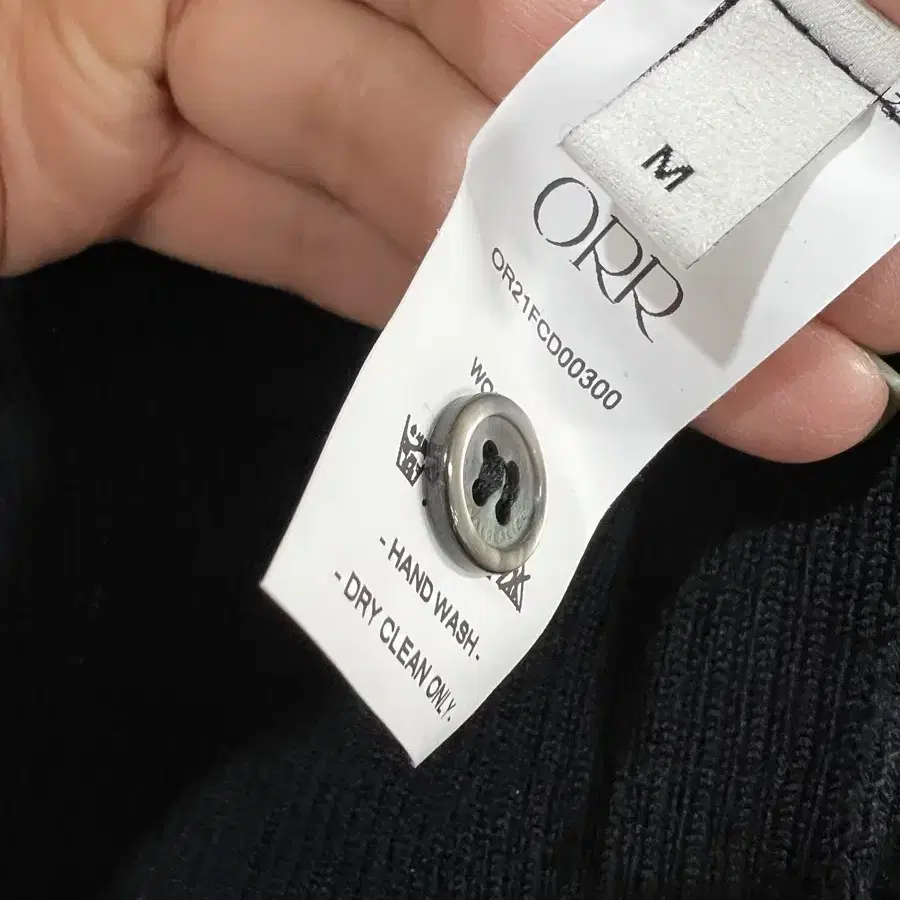 M
ORR
OR21FCD00300
- HAND WASH.
- DRY CLEAN ONLY.